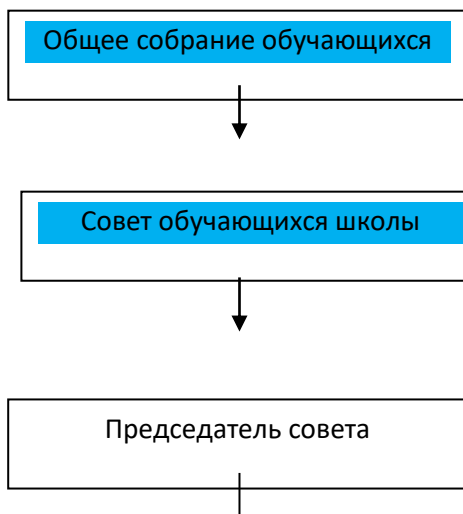 Общее собрание обучающихся
Совет обучающихся школы
Председатель совета